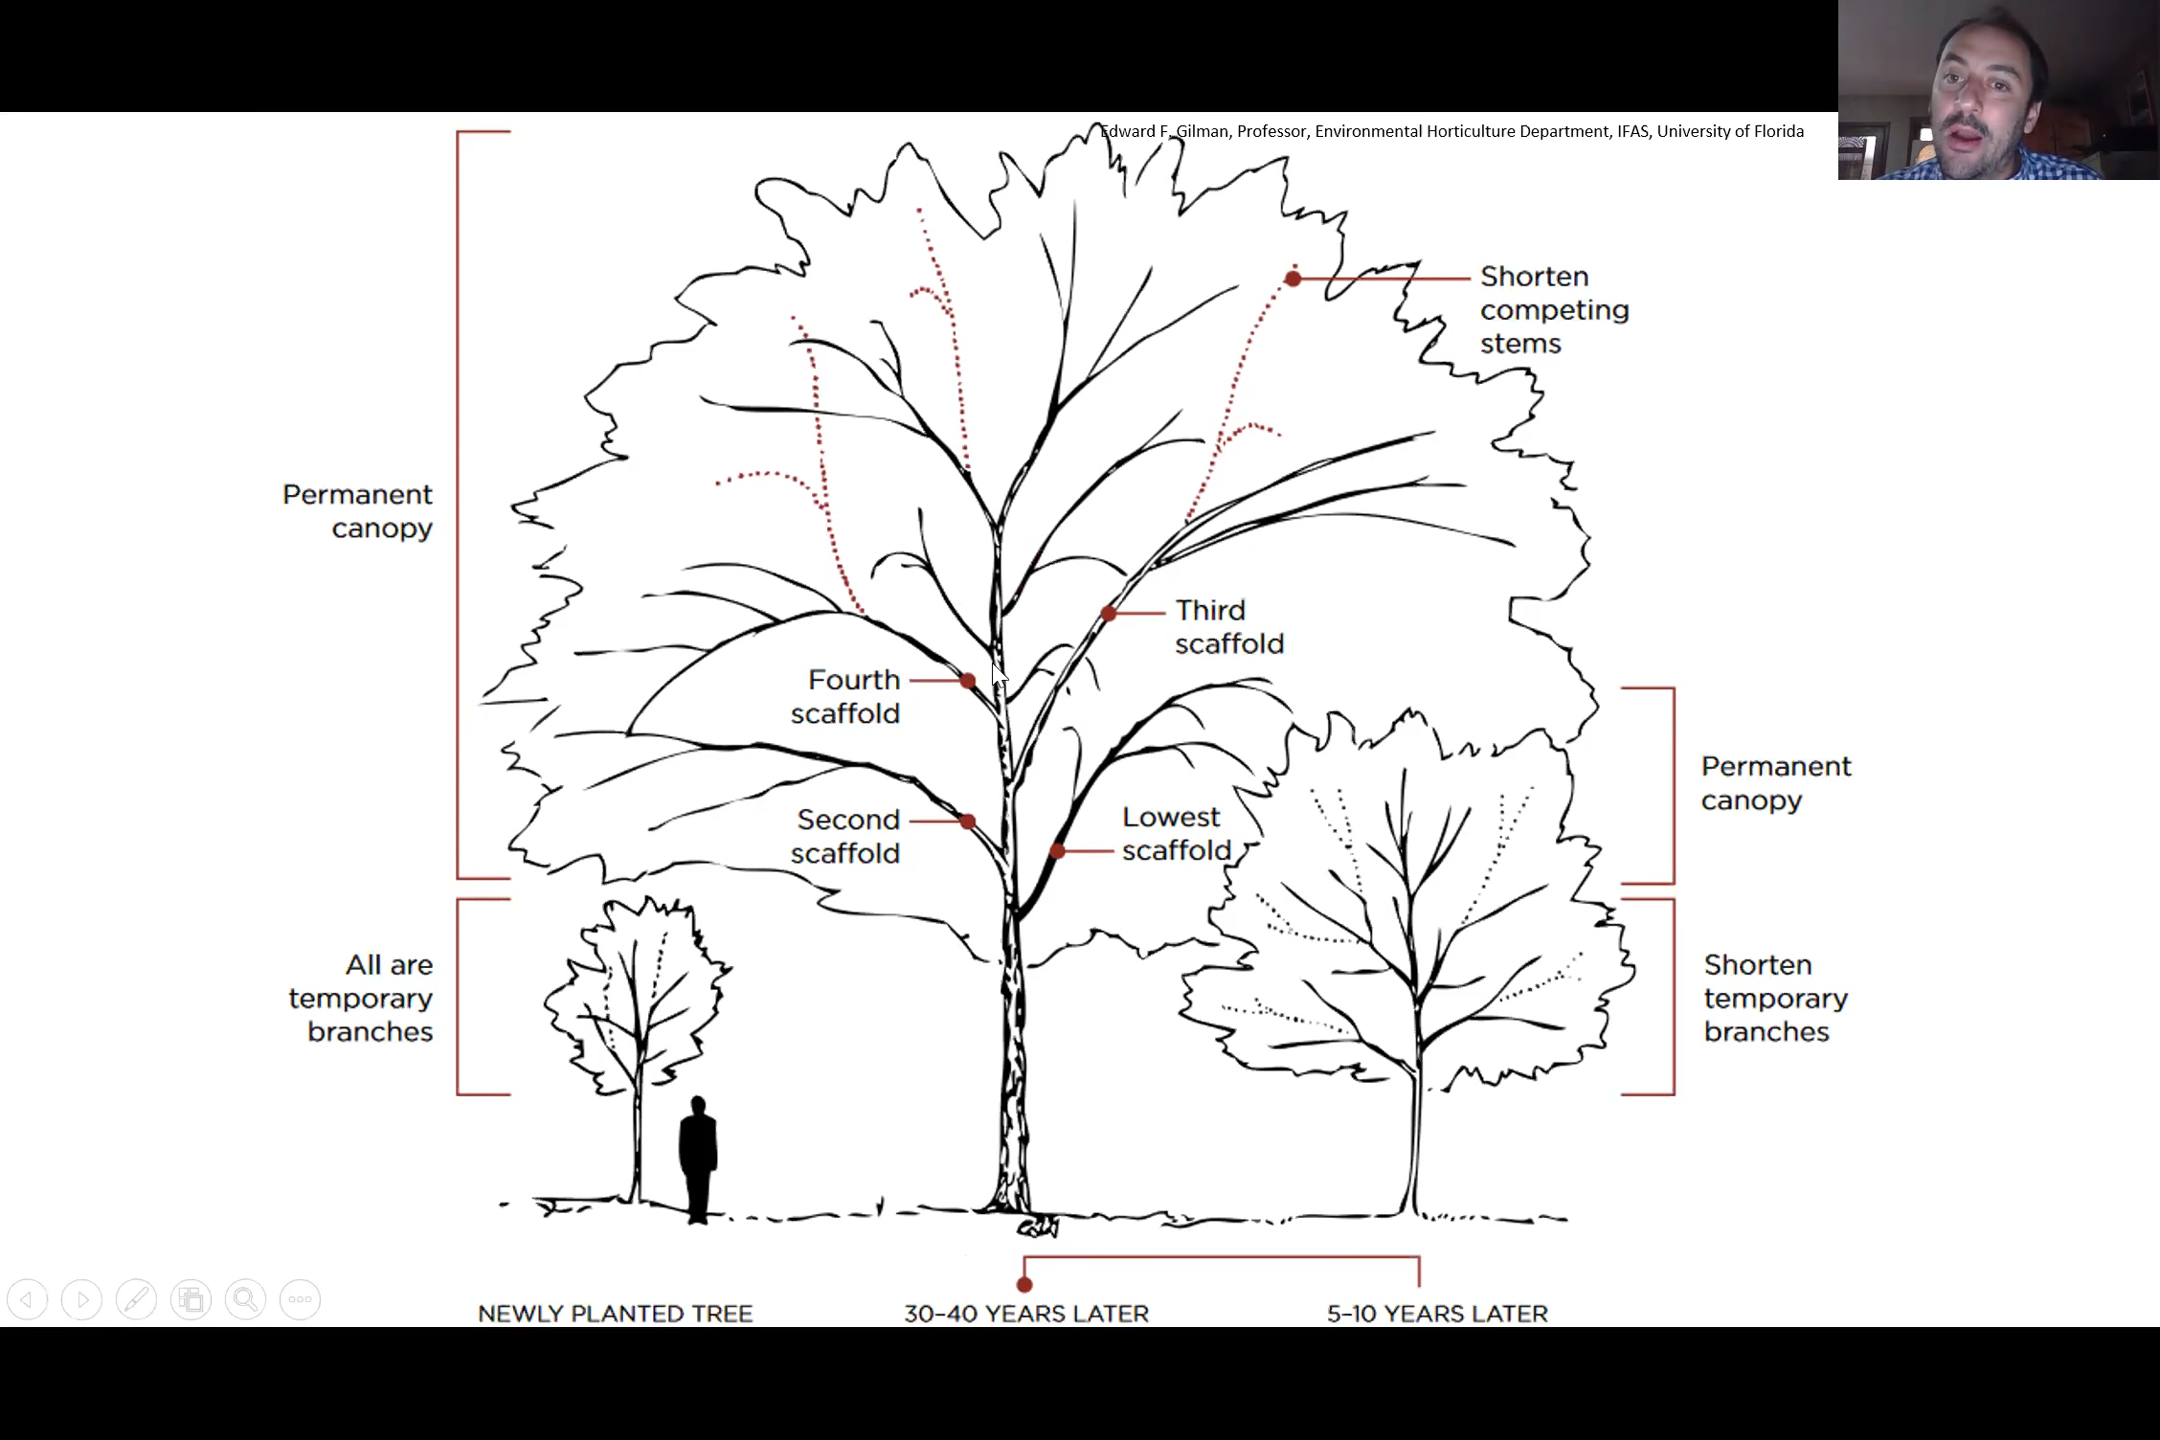 Edward F. Gilman, Professor, Environmental Horticulture Department, IFAS, University of Florida
Shorten
competing
stems
Permanent
canopy
Third
scaffold
Fourth
scaffold
Second
scaffold
Lowest
scaffold
Permanent
canopy
All are
temporary
branches
Shorten
temporary
branches
NEWLY PLANTED TREE
30–40 YEARS LATER
5–10 YEARS LATER